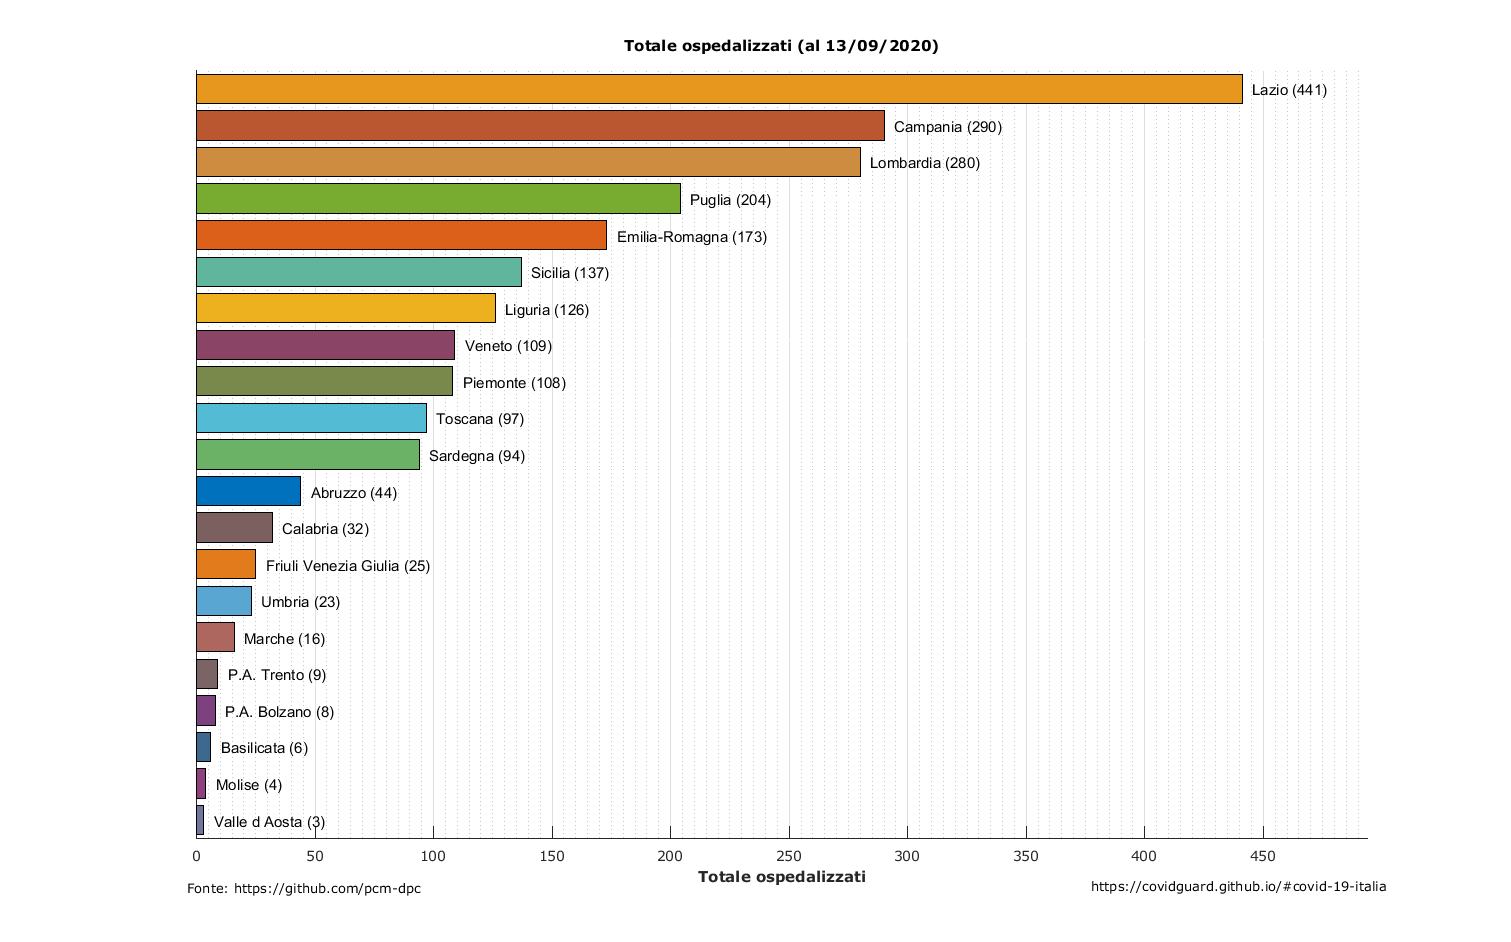 Totale ospedalizzati (al 13/09/2020)
Lazio (441)
Campania (290)
Lombardia (280)
Puglia (204)
Emilia-Romagna (173)
Sicilia (137)
Liguria (126)
Veneto (109)
Piemonte (108)
Toscana (97)
Sardegna (94)
Abruzzo (44)
Calabria (32)
Friuli Venezia Giulia (25)
Umbria (23)
Marche (16)
P.A. Trento (9)
P.A. Bolzano (8)
Basilicata (6)
Molise (4)
Valle d Aosta (3)
0 50 100 150 200 250 300 350 400 450
Totale ospedalizzati
Fonte: https://github.com/pcm-dpc
https://covidguard.github.io/#covid-19-italia